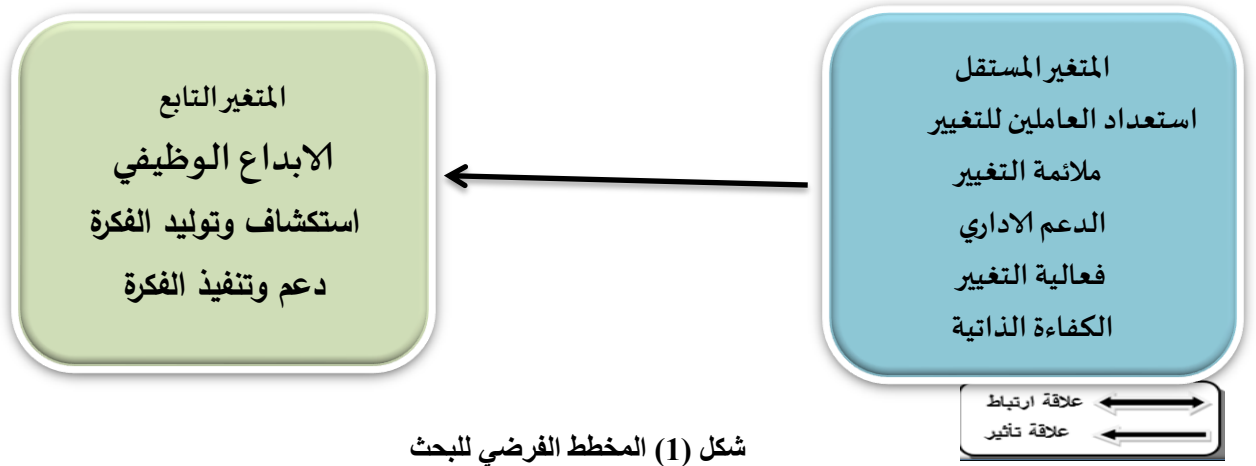 المتغير المستقل
استعداد العاملين للتغيير
ملائمة التغيير
الدعم الاداري
فعالية التغيير
الكفاءة الذاتية
المتغير التابع
الابداع الوظيفي
استكشاف وتوليد الفكرة
دعم وتنفيذ الفكرة
علاقة ارتباط
علاقة تأثير
شكل (1) المخطط الفرضي للبحث